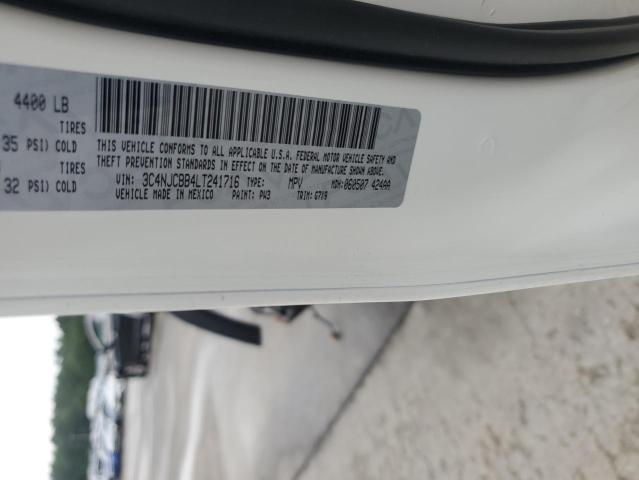 4400 LB
TIRES
35 PSI) COLD
TIRES
32 PSI) COLD
THIS VEHICLE CONFORMS TO ALL APPLICABLE U.S.A. FEDERAL MOTOR VEHICLE SAFETY AND
THEFT PREVENTION STANDARDS IN EFFECT ON THE DATE OF MANUFACTURE SHOWN ABOVE.
VIN: 3C4NJCBB4LT241716 TYPE: MPV MDH: 060507 424AA
VEHICLE MADE IN MEXICO PAINT: PW3 TRIM: G7X9